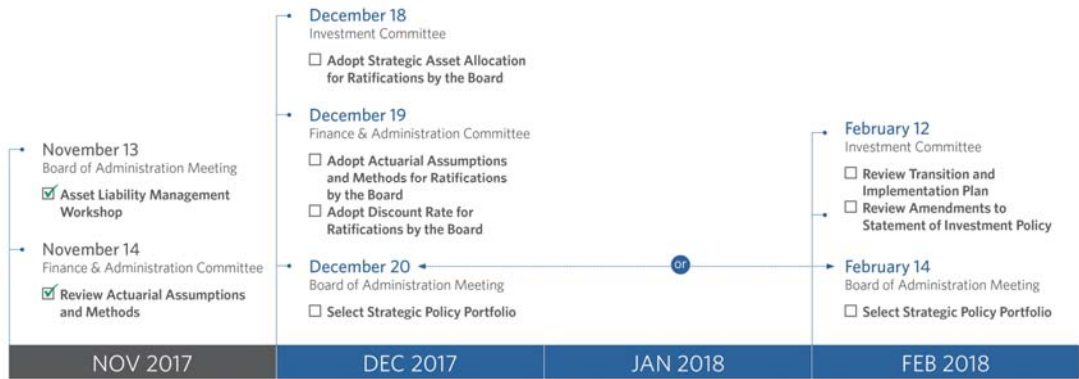 November 13
Board of Administration Meeting
Asset Liability Management
Workshop
November 14
Finance & Administration Committee
Review Actuarial Assumptions
and Methods
December 18
Investment Committee
Adopt Strategic Asset Allocation
for Ratifications by the Board
December 19
Finance & Administration Committee
Adopt Actuarial Assumptions
and Methods for Ratifications
by the Board
Adopt Discount Rate for
Ratifications by the Board
December 20
Board of Administration Meeting
Select Strategic Policy Portfolio
or
February 12
Investment Committee
Review Transition and
Implementation Plan
Review Amendments to
Statement of Investment Policy
February 14
Board of Administration Meeting
Select Strategic Policy Portfolio
NOV 2017
DEC 2017
JAN 2018
FEB 2018